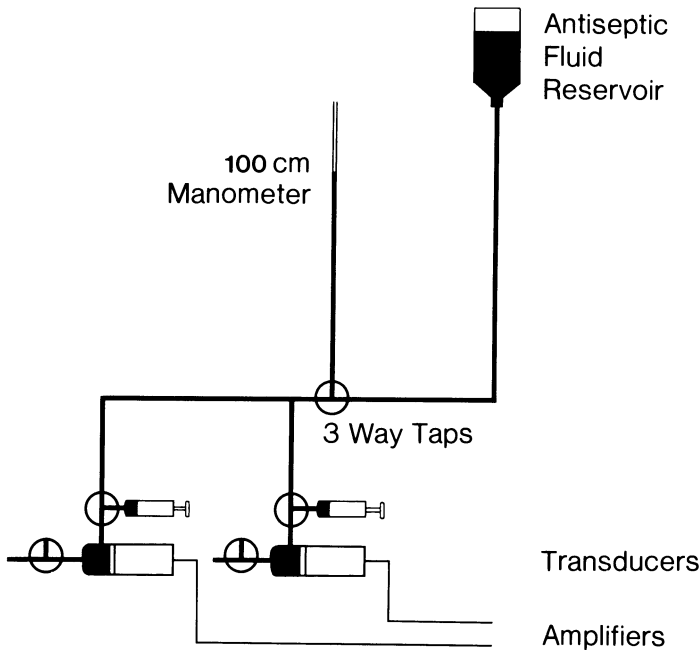 Antiseptic
Fluid
Reservoir
100 cm
Manometer
3 Way Taps
Transducers
Amplifiers